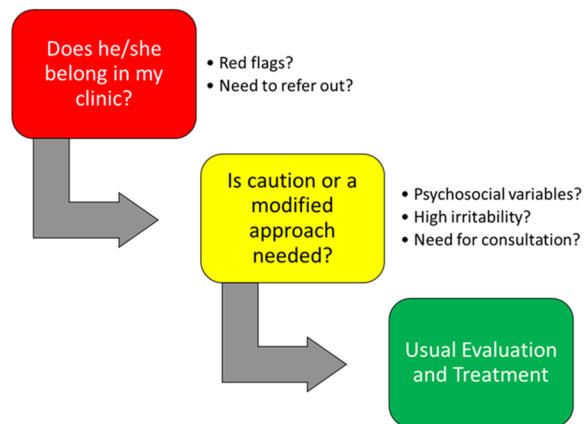 Does he/she
belong in my
clinic?
• Red flags?
• Need to refer out?
Is caution or a
modified
approach
needed?
• Psychosocial variables?
• High irritability?
• Need for consultation?
Usual Evaluation
and Treatment